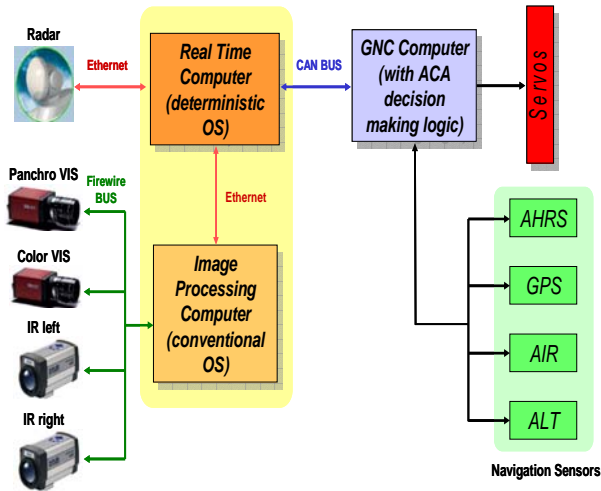 Radar
Ethernet
Real Time
Computer
(deterministic
OS)
CAN BUS
GNC Computer
(with ACA
decision
making logic)
Servos
Panchro VIS
Firewire
BUS
Ethernet
Color VIS
Image
Processing
Computer
(conventional
OS)
IR left
IR right
AHRS
GPS
AIR
ALT
Navigation Sensors